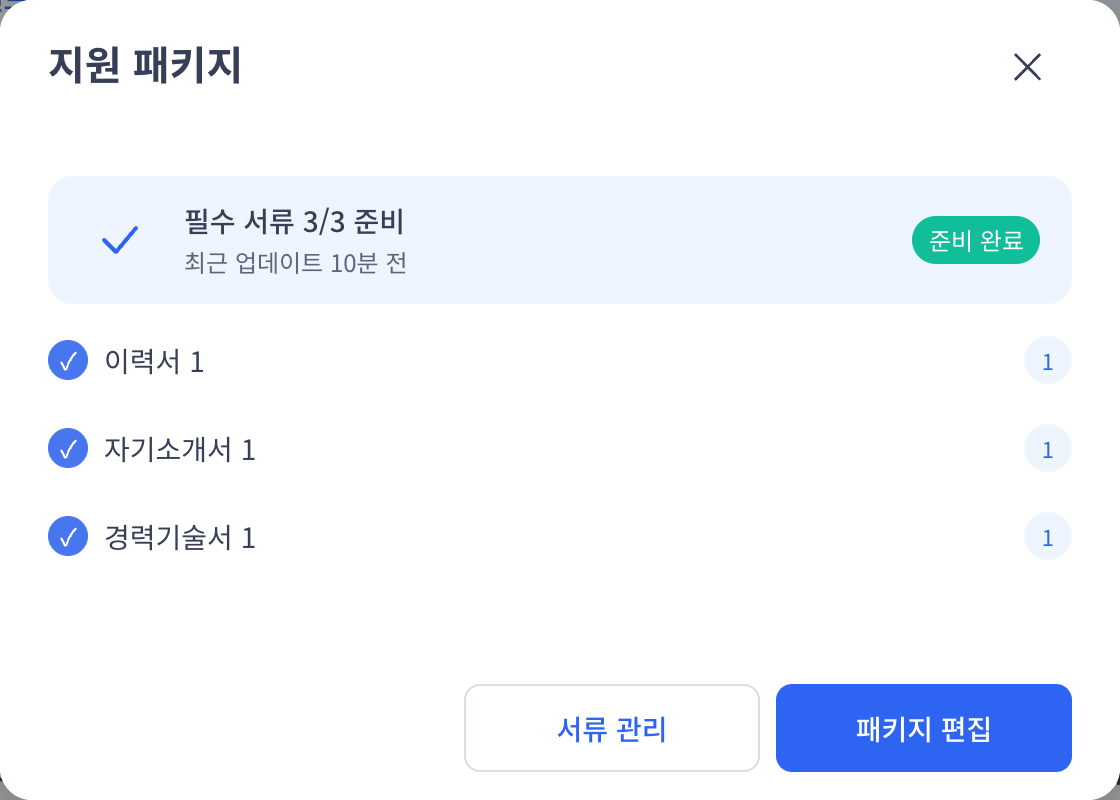 지원 패키지
필수 서류 3/3 준비
최근 업데이트 10분 전
준비 완료
이력서 1
1
자기소개서 1
1
경력기술서 1
1
서류 관리
패키지 편집